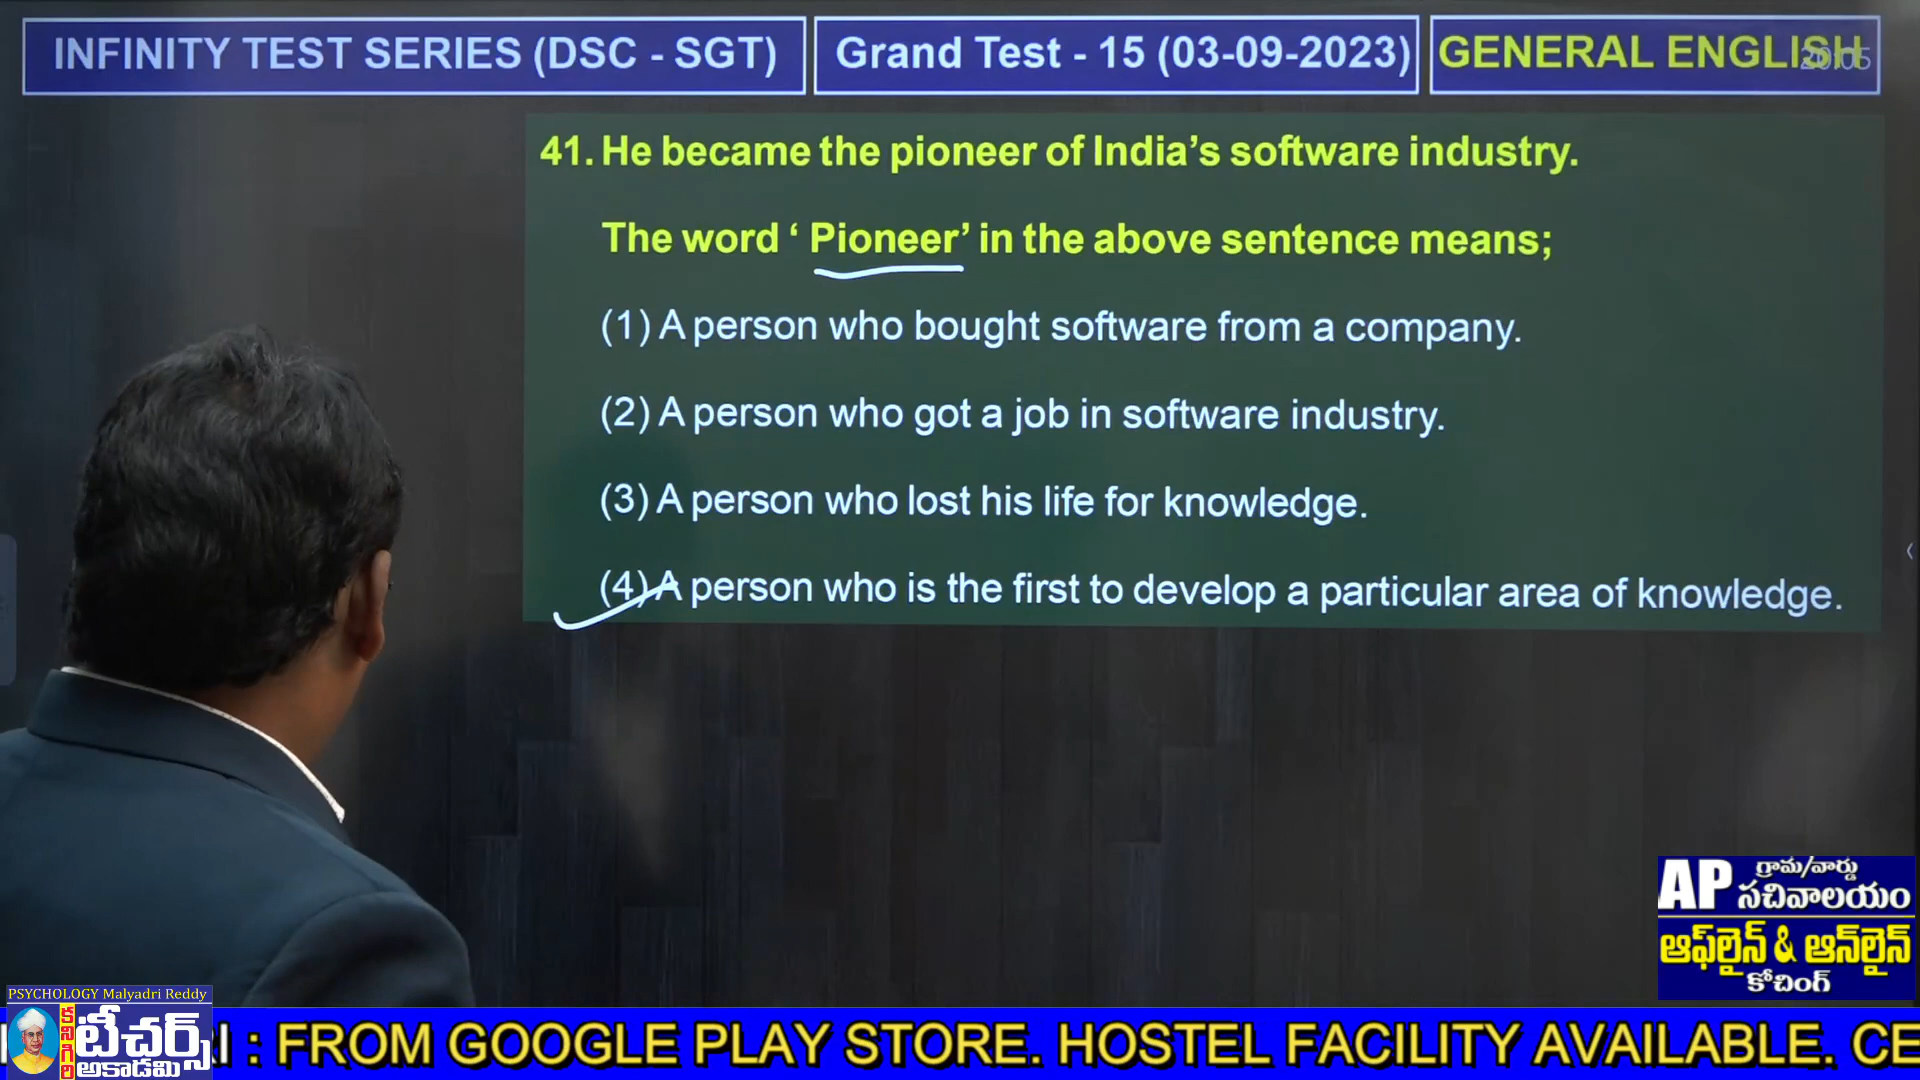 INFINITY TEST SERIES (DSC - SGT)
Grand Test - 15 (03-09-2023)
GENERAL ENGLISH
20:05
41. He became the pioneer of India’s software industry.
The word ‘ Pioneer’ in the above sentence means;
(1) A person who bought software from a company.
(2) A person who got a job in software industry.
(3) A person who lost his life for knowledge.
(4) A person who is the first to develop a particular area of knowledge.
AP గ్రామ/వార్డు
సచివాలయం
ఆఫ్‌లైన్ & ఆన్‌లైన్
కోచింగ్
PSYCHOLOGY Malyadri Reddy
కనిగిరి
టీచర్స్
అకాడమి
I : FROM GOOGLE PLAY STORE. HOSTEL FACILITY AVAILABLE. CE